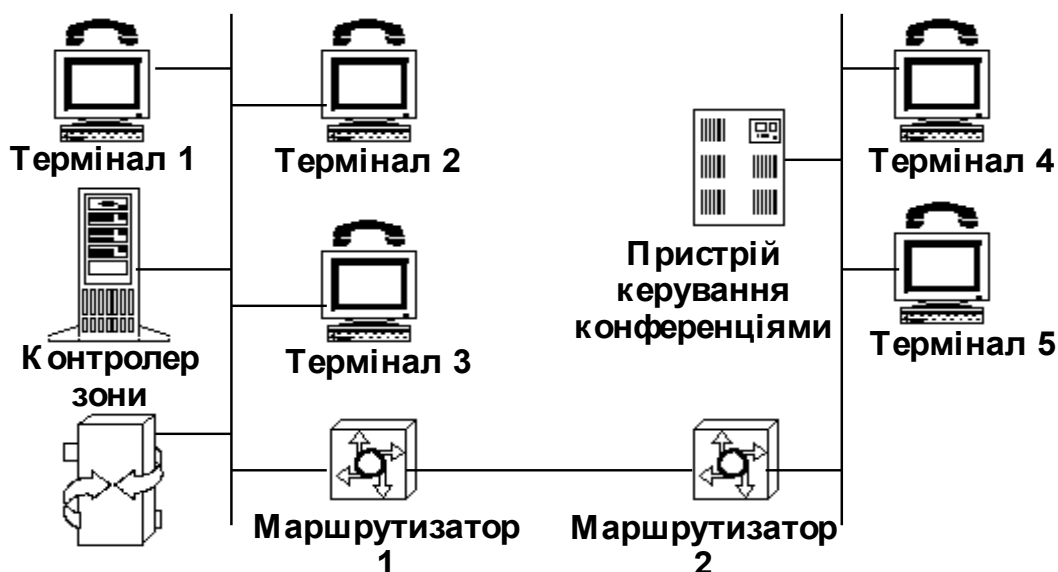 Термінал 1
Термінал 2
Термінал 4
Пристрій
керування
конференціями
Термінал 3
Термінал 5
Контролер
зони
Маршрутизатор
1
Маршрутизатор
2